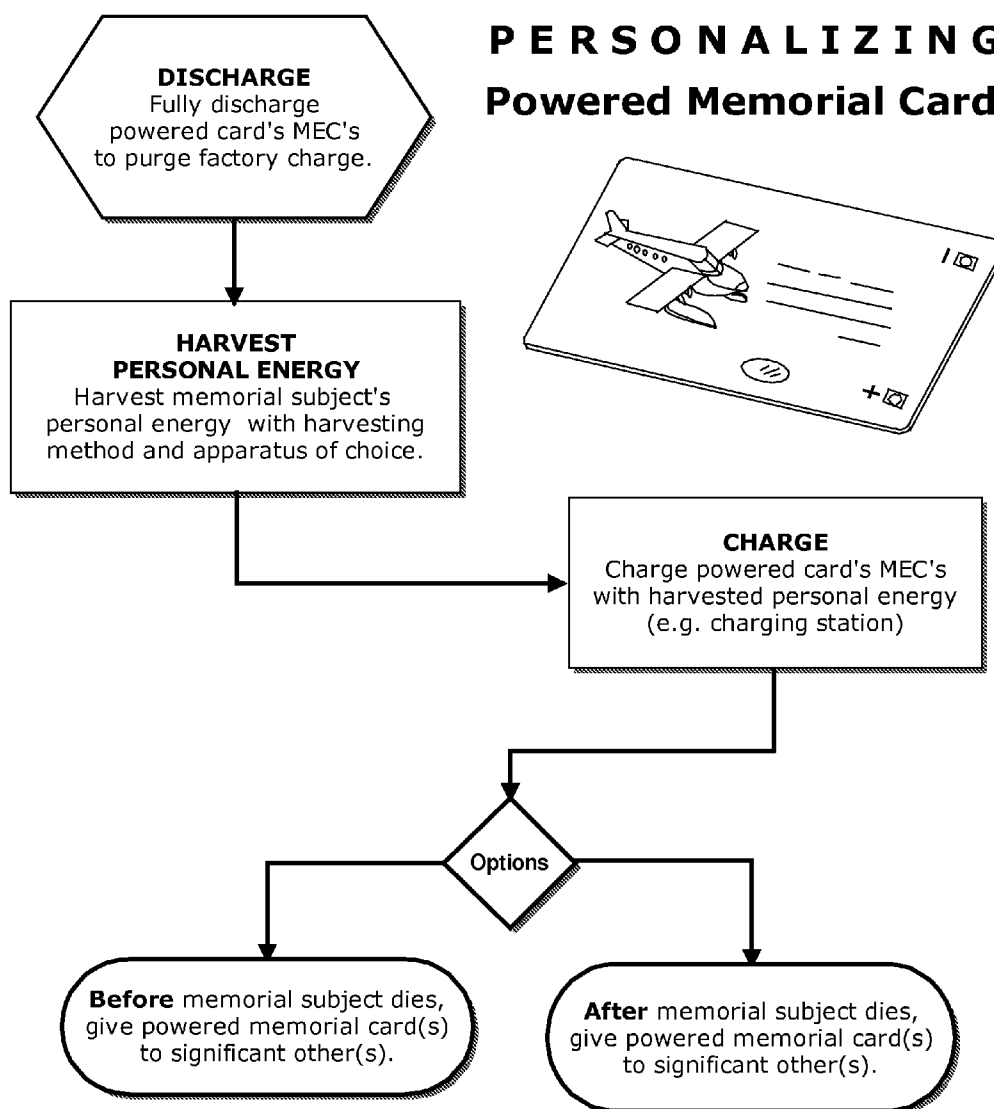 PERSONALIZING
Powered Memorial Card
DISCHARGE
Fully discharge
powered card's MEC's
to purge factory charge.
HARVEST
PERSONAL ENERGY
Harvest memorial subject's
personal energy with harvesting
method and apparatus of choice.
CHARGE
Charge powered card's MEC's
with harvested personal energy
(e.g. charging station)
Options
Before memorial subject dies,
give powered memorial card(s)
to significant other(s).
After memorial subject dies,
give powered memorial card(s)
to significant other(s).